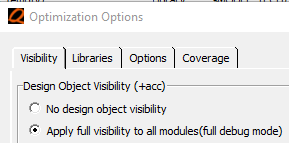 Optimization Options
Visibility Libraries Options Coverage
Design Object Visibility (+acc)
No design object visibility
Apply full visibility to all modules(full debug mode)